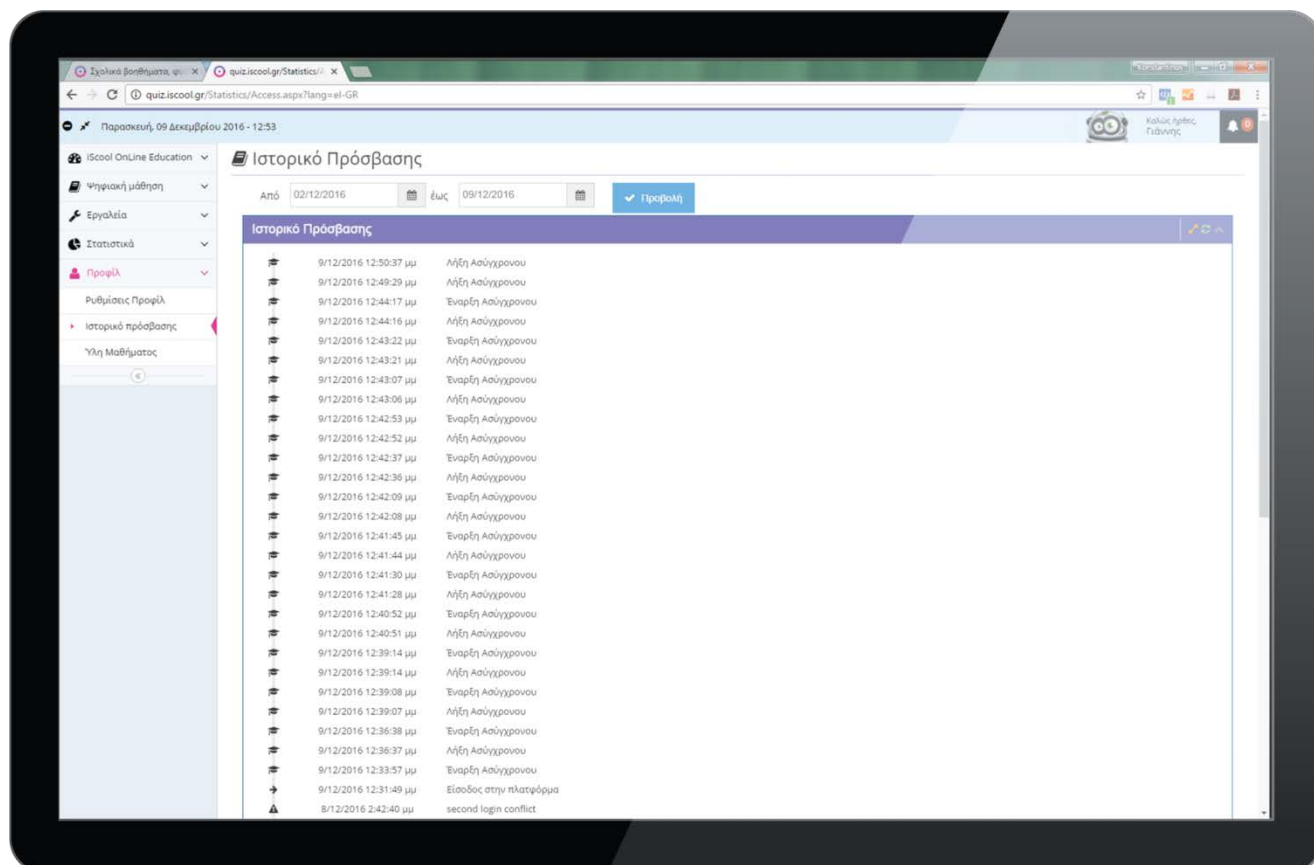 Σχολικά βοηθήματα, φυ
quiz.iscool.gr/Statistics/A
quiz.iscool.gr/Statistics/Access.aspx?lang=el-GR
Παρασκευή, 09 Δεκεμβρίου 2016 - 12:53
Καλώς ήρθες,
Γιάννης
0
iScool OnLine Education
Ψηφιακή μάθηση
Εργαλεία
Στατιστικά
Προφίλ
Ρυθμίσεις Προφίλ
Ιστορικό πρόσβασης
Ύλη Μαθήματος
Ιστορικό Πρόσβασης
Από 02/12/2016 έως 09/12/2016 Προβολή
Ιστορικό Πρόσβασης
9/12/2016 12:50:37 μμ Λήξη Ασύγχρονου
9/12/2016 12:49:29 μμ Λήξη Ασύγχρονου
9/12/2016 12:44:17 μμ Έναρξη Ασύγχρονου
9/12/2016 12:44:16 μμ Λήξη Ασύγχρονου
9/12/2016 12:43:22 μμ Έναρξη Ασύγχρονου
9/12/2016 12:43:21 μμ Λήξη Ασύγχρονου
9/12/2016 12:43:07 μμ Έναρξη Ασύγχρονου
9/12/2016 12:43:06 μμ Λήξη Ασύγχρονου
9/12/2016 12:42:53 μμ Έναρξη Ασύγχρονου
9/12/2016 12:42:52 μμ Λήξη Ασύγχρονου
9/12/2016 12:42:37 μμ Έναρξη Ασύγχρονου
9/12/2016 12:42:36 μμ Λήξη Ασύγχρονου
9/12/2016 12:42:09 μμ Έναρξη Ασύγχρονου
9/12/2016 12:42:08 μμ Λήξη Ασύγχρονου
9/12/2016 12:41:45 μμ Έναρξη Ασύγχρονου
9/12/2016 12:41:44 μμ Λήξη Ασύγχρονου
9/12/2016 12:41:30 μμ Έναρξη Ασύγχρονου
9/12/2016 12:41:28 μμ Λήξη Ασύγχρονου
9/12/2016 12:40:52 μμ Έναρξη Ασύγχρονου
9/12/2016 12:40:51 μμ Λήξη Ασύγχρονου
9/12/2016 12:39:14 μμ Έναρξη Ασύγχρονου
9/12/2016 12:39:14 μμ Λήξη Ασύγχρονου
9/12/2016 12:39:08 μμ Έναρξη Ασύγχρονου
9/12/2016 12:39:07 μμ Λήξη Ασύγχρονου
9/12/2016 12:36:38 μμ Έναρξη Ασύγχρονου
9/12/2016 12:36:37 μμ Λήξη Ασύγχρονου
9/12/2016 12:33:57 μμ Έναρξη Ασύγχρονου
9/12/2016 12:31:49 μμ Είσοδος στην πλατφόρμα
8/12/2016 2:42:40 μμ second login conflict